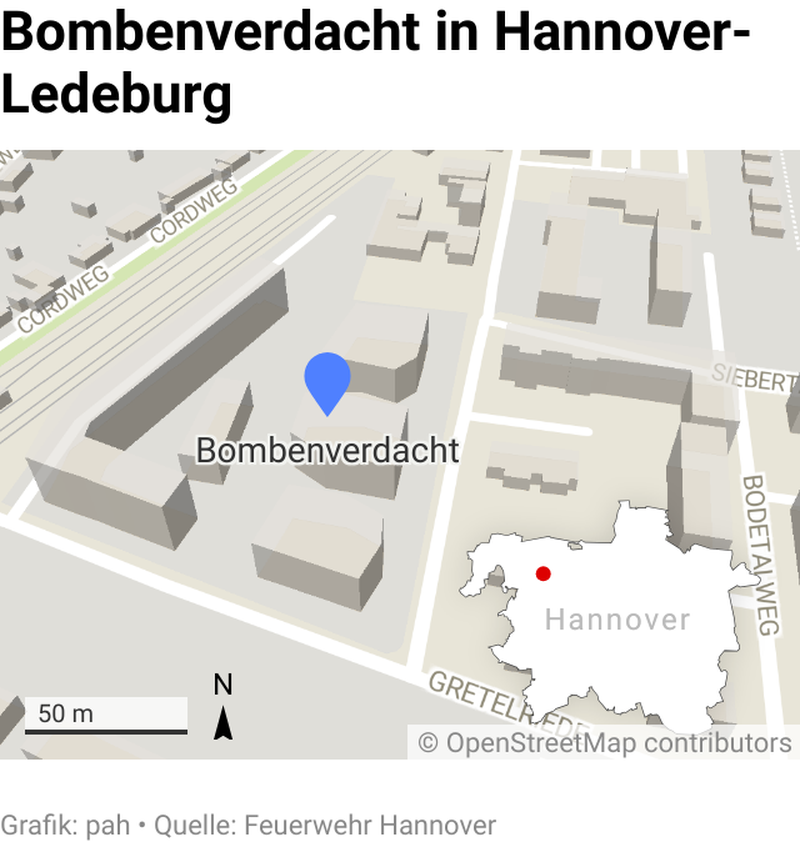 Bombenverdacht in Hannover-
Ledeburg
CORDWEG
CORDWEG
SIEBERT
Bombenverdacht
BODETALWEG
Hannover
GRETELRIEDE
N
50 m
© OpenStreetMap contributors
Grafik: pah • Quelle: Feuerwehr Hannover